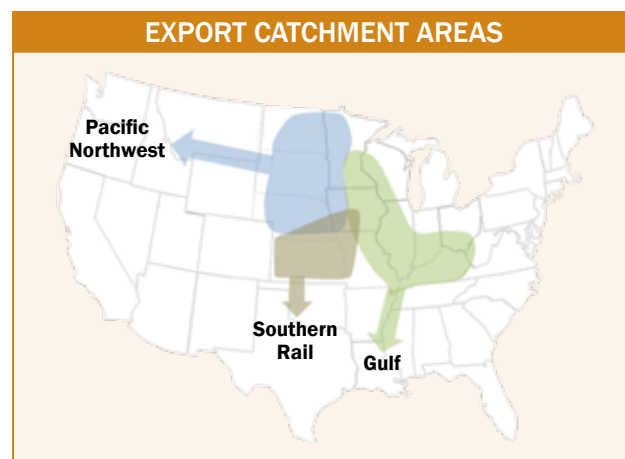 EXPORT CATCHMENT AREAS
Pacific
Northwest
Southern
Rail
Gulf